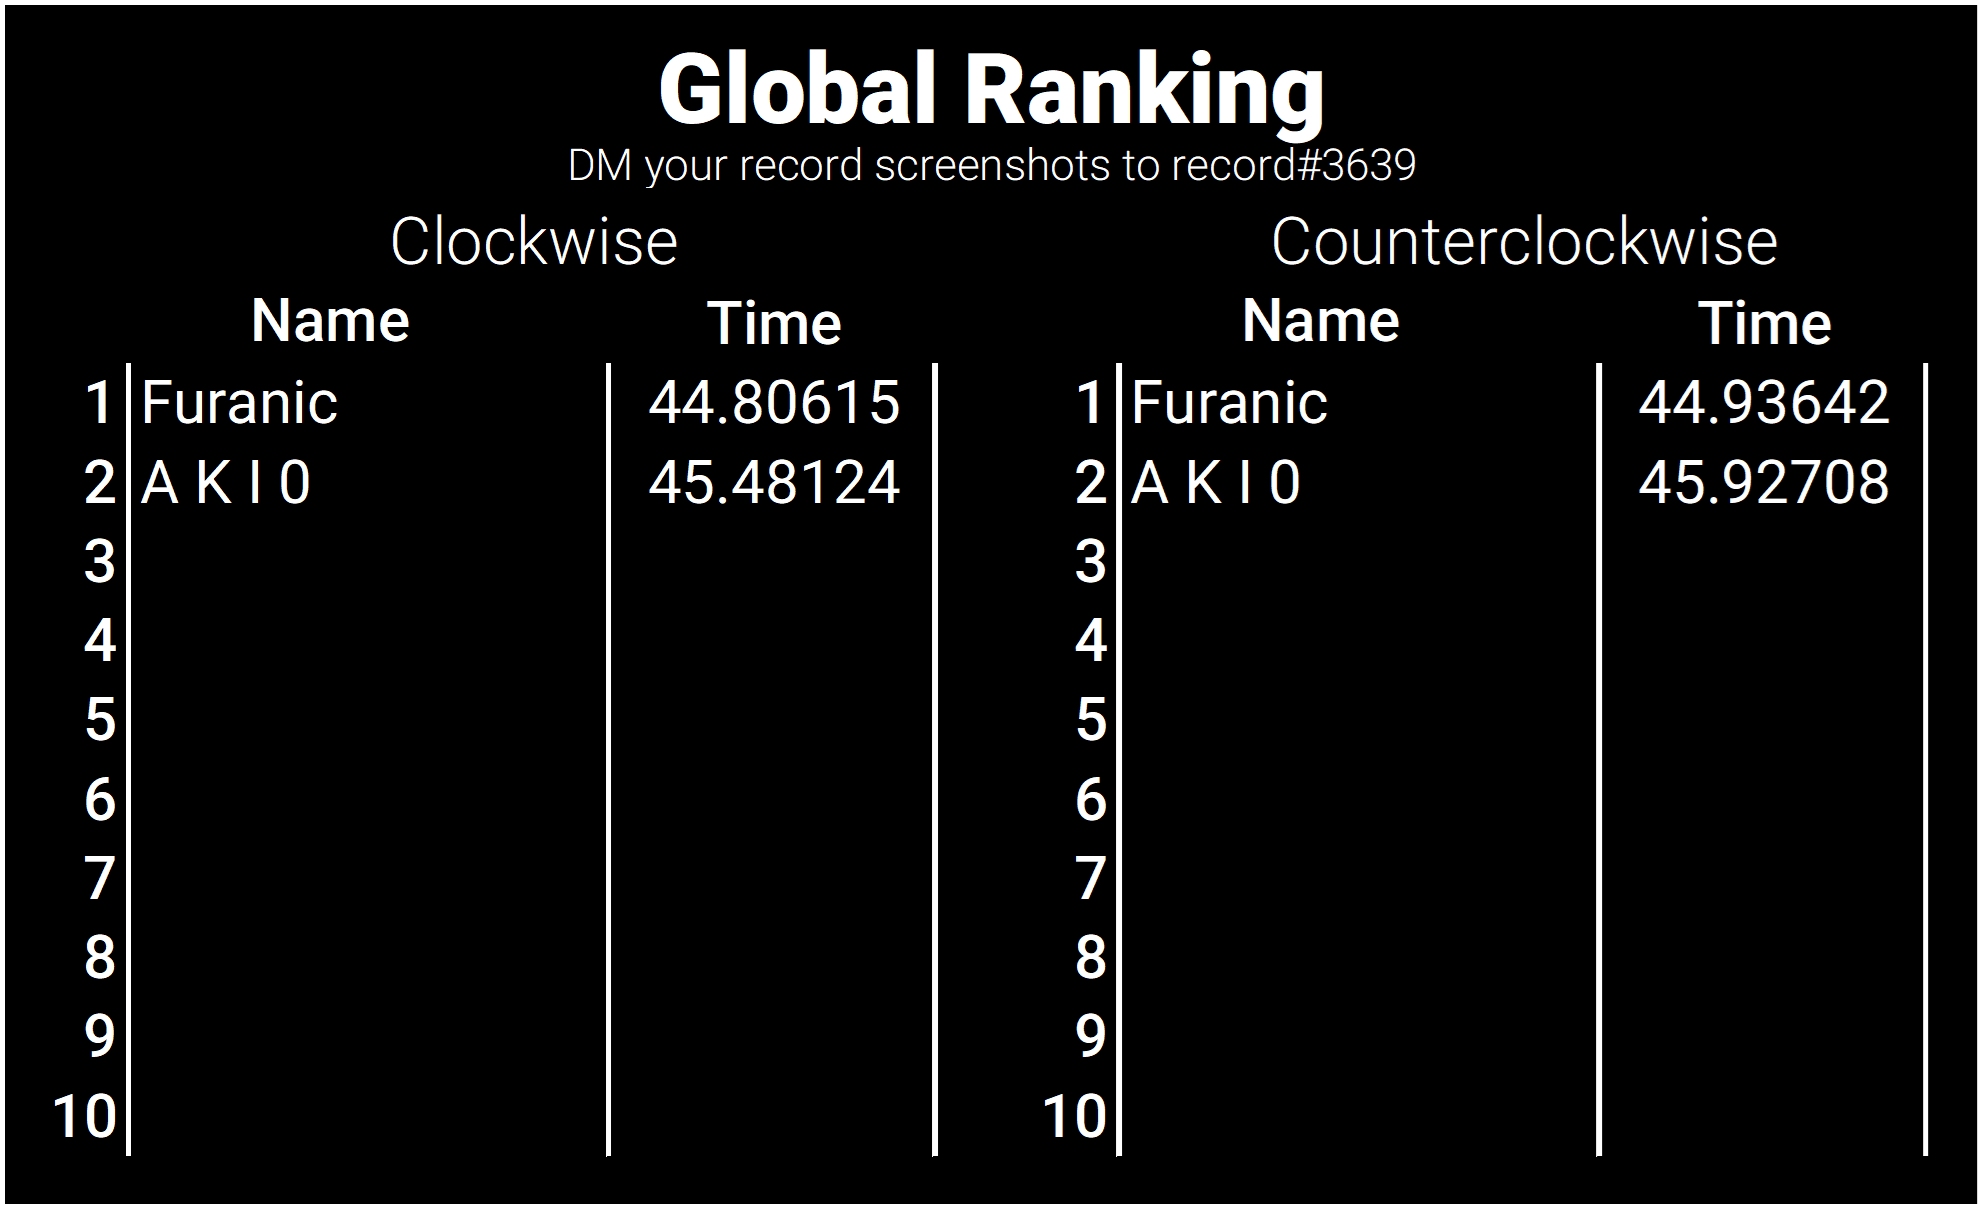 Global Ranking
DM your record screenshots to record#3639
Clockwise
Name Time
1 Furanic 44.80615
2 A K I 0 45.48124
3
4
5
6
7
8
9
10
Counterclockwise
Name Time
1 Furanic 44.93642
2 A K I 0 45.92708
3
4
5
6
7
8
9
10